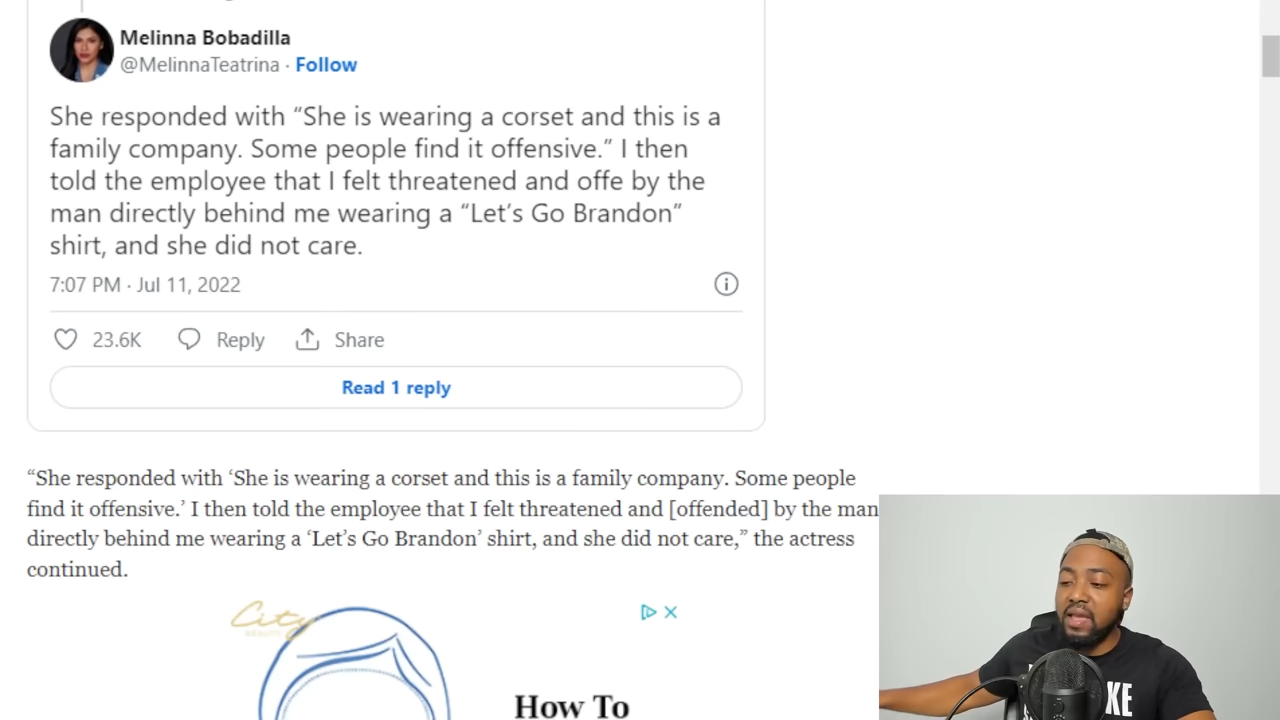 Melinna Bobadilla
@MelinnaTeatrina · Follow
She responded with “She is wearing a corset and this is a
family company. Some people find it offensive.” I then
told the employee that I felt threatened and offe by the
man directly behind me wearing a “Let’s Go Brandon”
shirt, and she did not care.
7:07 PM · Jul 11, 2022
23.6K Reply Share
Read 1 reply
“She responded with ‘She is wearing a corset and this is a family company. Some people
find it offensive.’ I then told the employee that I felt threatened and [offended] by the man
directly behind me wearing a ‘Let’s Go Brandon’ shirt, and she did not care,” the actress
continued.
City
BEAUTY
How To
KE